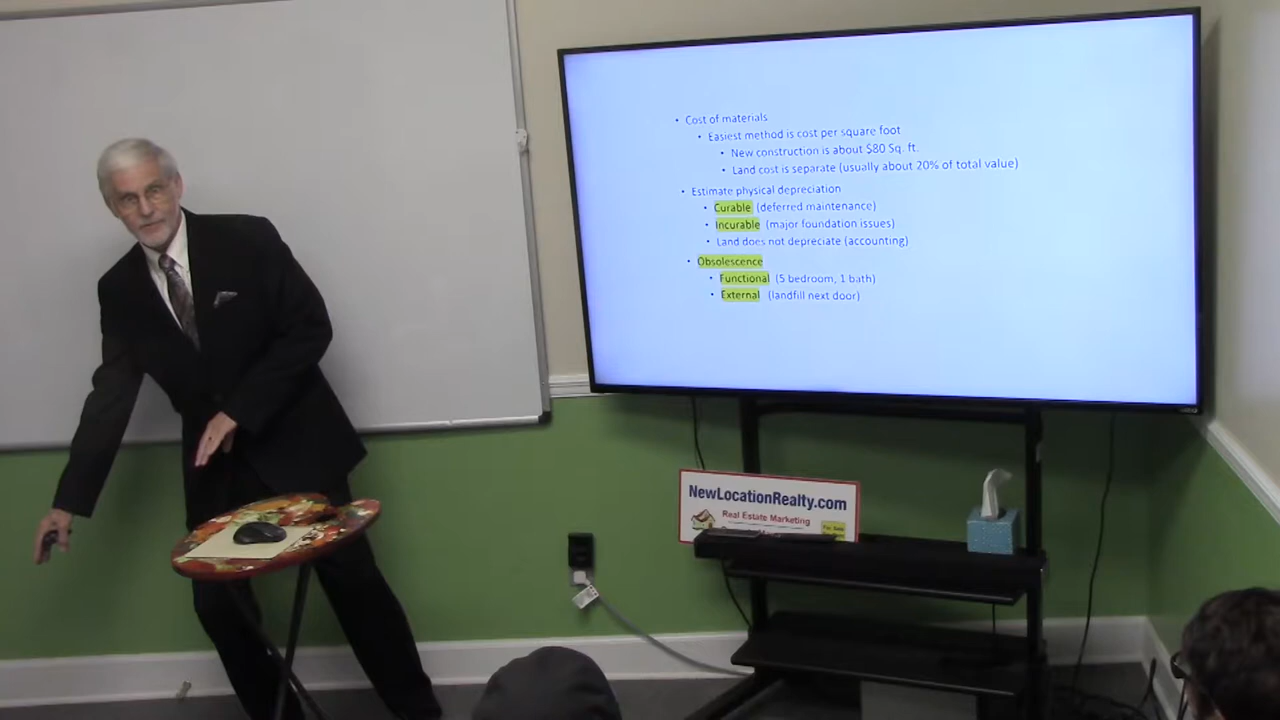 • Cost of materials
• Easiest method is cost per square foot
• New construction is about $80 Sq. ft.
• Land cost is separate (usually about 20% of total value)
• Estimate physical depreciation
• Curable (deferred maintenance)
• Incurable (major foundation issues)
• Land does not depreciate (accounting)
• Obsolescence
• Functional (5 bedroom, 1 bath)
• External (landfill next door)
NewLocationRealty.com
Real Estate Marketing
For Sale